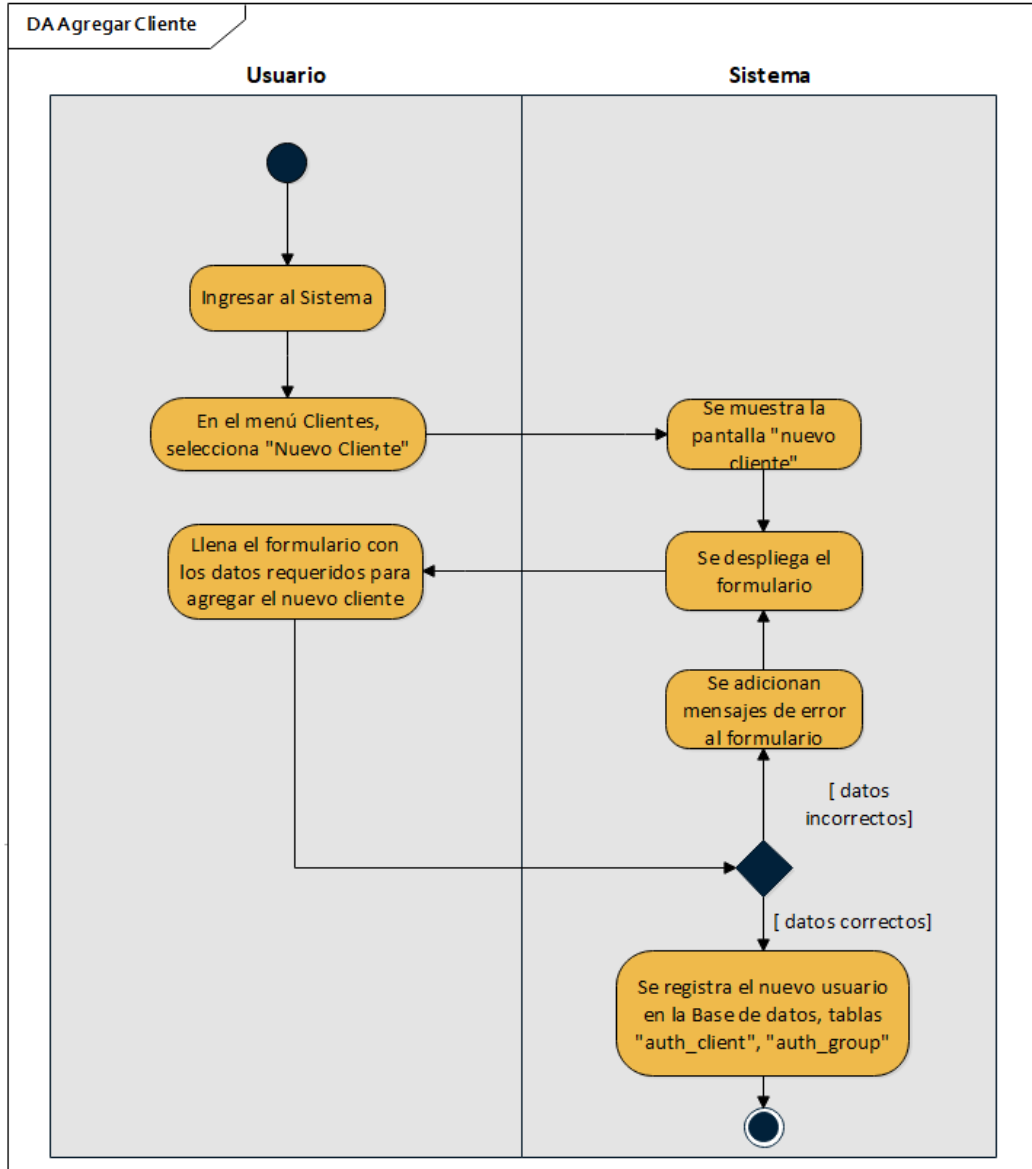 DA Agregar Cliente
Usuario
Sistema
Ingresar al Sistema
En el menú Clientes,
selecciona "Nuevo Cliente"
Se muestra la
pantalla "nuevo
cliente"
Llena el formulario con
los datos requeridos para
agregar el nuevo cliente
Se despliega el
formulario
Se adicionan
mensajes de error
al formulario
[ datos
incorrectos]
[ datos correctos]
Se registra el nuevo usuario
en la Base de datos, tablas
"auth_client", "auth_group"